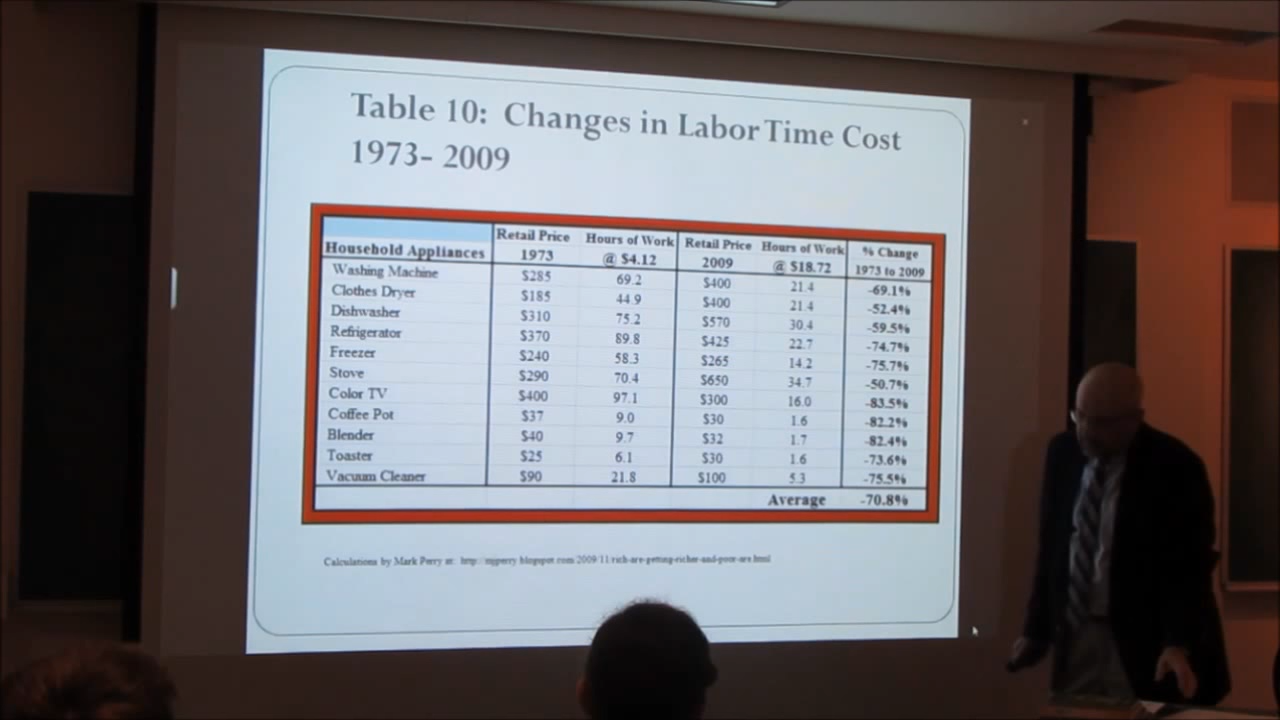 Table 10: Changes in Labor Time Cost
1973- 2009
Household Appliances Retail Price 1973 Hours of Work @ $4.12 Retail Price 2009 Hours of Work @ $18.72 % Change 1973 to 2009
Washing Machine $285 69.2 $400 21.4 -69.1%
Clothes Dryer $185 44.9 $400 21.4 -52.4%
Dishwasher $310 75.2 $570 30.4 -59.5%
Refrigerator $370 89.8 $425 22.7 -74.7%
Freezer $240 58.3 $265 14.2 -75.7%
Stove $290 70.4 $650 34.7 -50.7%
Color TV $400 97.1 $300 16.0 -83.5%
Coffee Pot $37 9.0 $30 1.6 -82.2%
Blender $40 9.7 $32 1.7 -82.4%
Toaster $25 6.1 $30 1.6 -73.6%
Vacuum Cleaner $90 21.8 $100 5.3 -75.5%
Average -70.8%
Calculations by Mark Perry at: http://mjperry.blogspot.com/2009/11/rich-are-getting-richer-and-poor-are.html